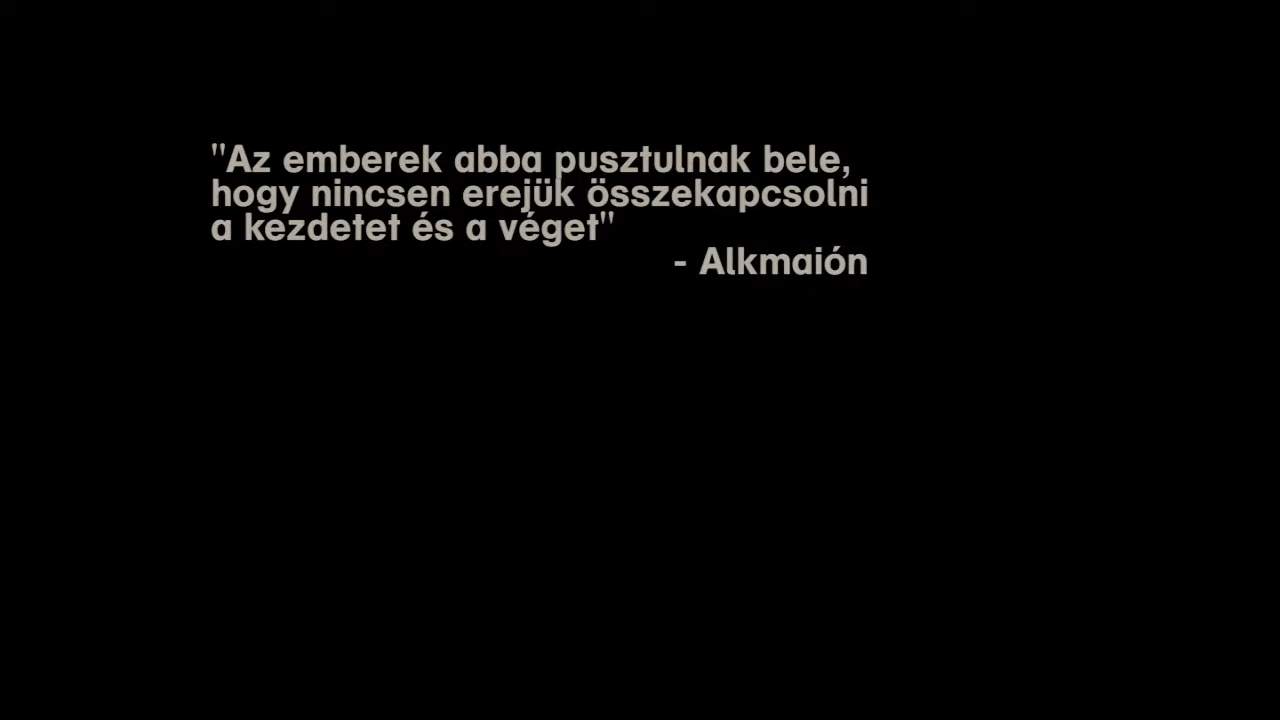 "Az emberek abba pusztulnak bele,
hogy nincsen erejük összekapcsolni
a kezdetet és a véget"
- Alkmaión